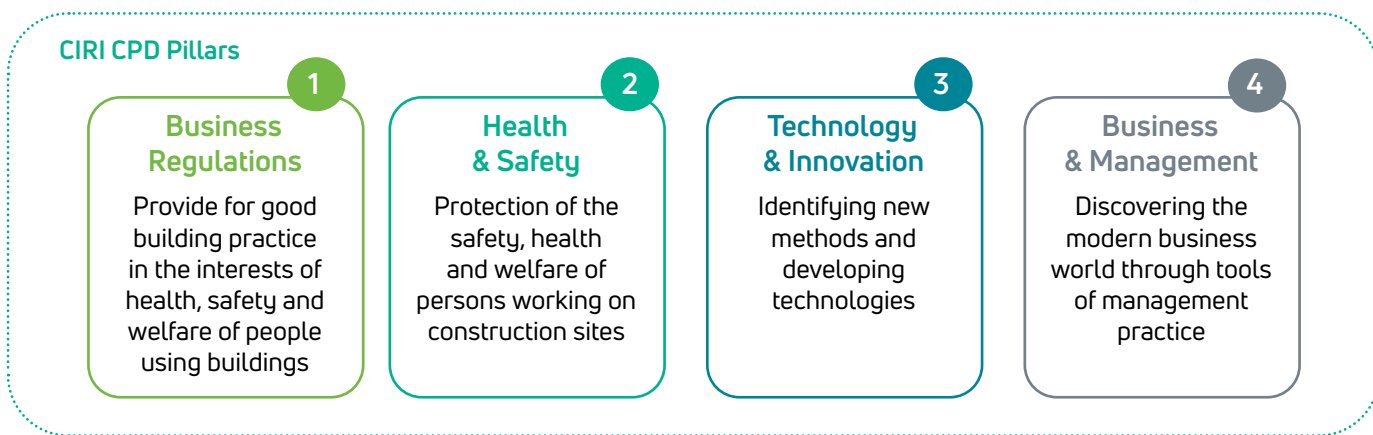 CIRI CPD Pillars
1
Business
Regulations
Provide for good
building practice
in the interests of
health, safety and
welfare of people
using buildings
2
Health
& Safety
Protection of the
safety, health
and welfare of
persons working on
construction sites
3
Technology
& Innovation
Identifying new
methods and
developing
technologies
4
Business
& Management
Discovering the
modern business
world through tools
of management
practice